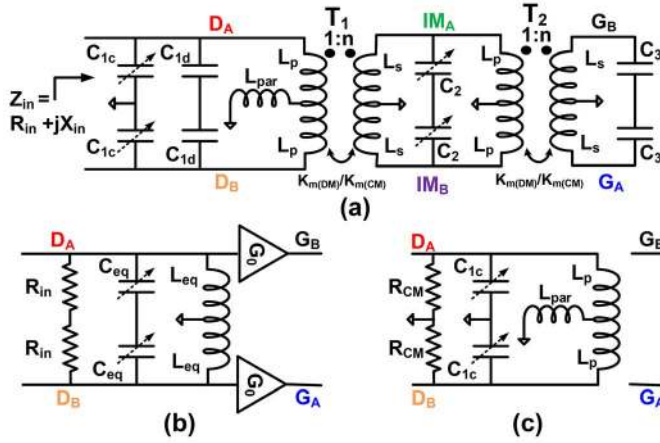 D_A T_1 IM_A T_2 G_B
1:n 1:n
C_1c C_1d L_p L_s C_2 L_p L_s C_3
Z_in =
R_in +jX_in
L_par
C_1c C_1d L_p L_s C_2 L_p L_s C_3
D_B K_m(DM)/K_m(CM) IM_B K_m(DM)/K_m(CM) G_A
(a)
D_A G_0 G_B
R_in C_eq L_eq
R_in C_eq L_eq
D_B G_0 G_A
(b)
D_A G_B
R_CM C_1c L_p
L_par
R_CM C_1c L_p
D_B G_A
(c)